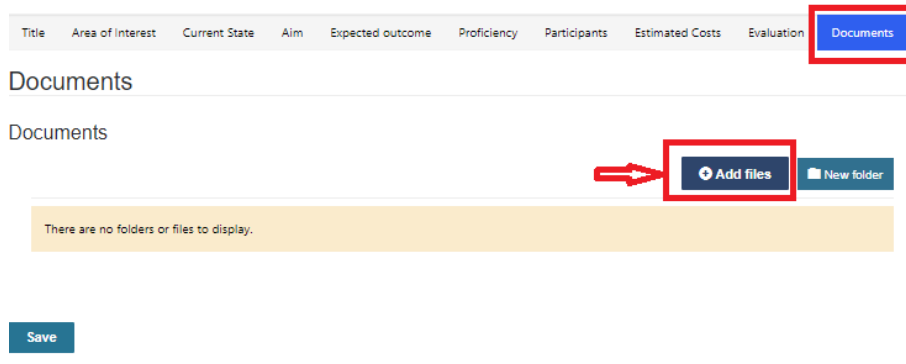 Title Area of Interest Current State Aim Expected outcome Proficiency Participants Estimated Costs Evaluation Documents
Documents
Documents
Add files New folder
There are no folders or files to display.
Save